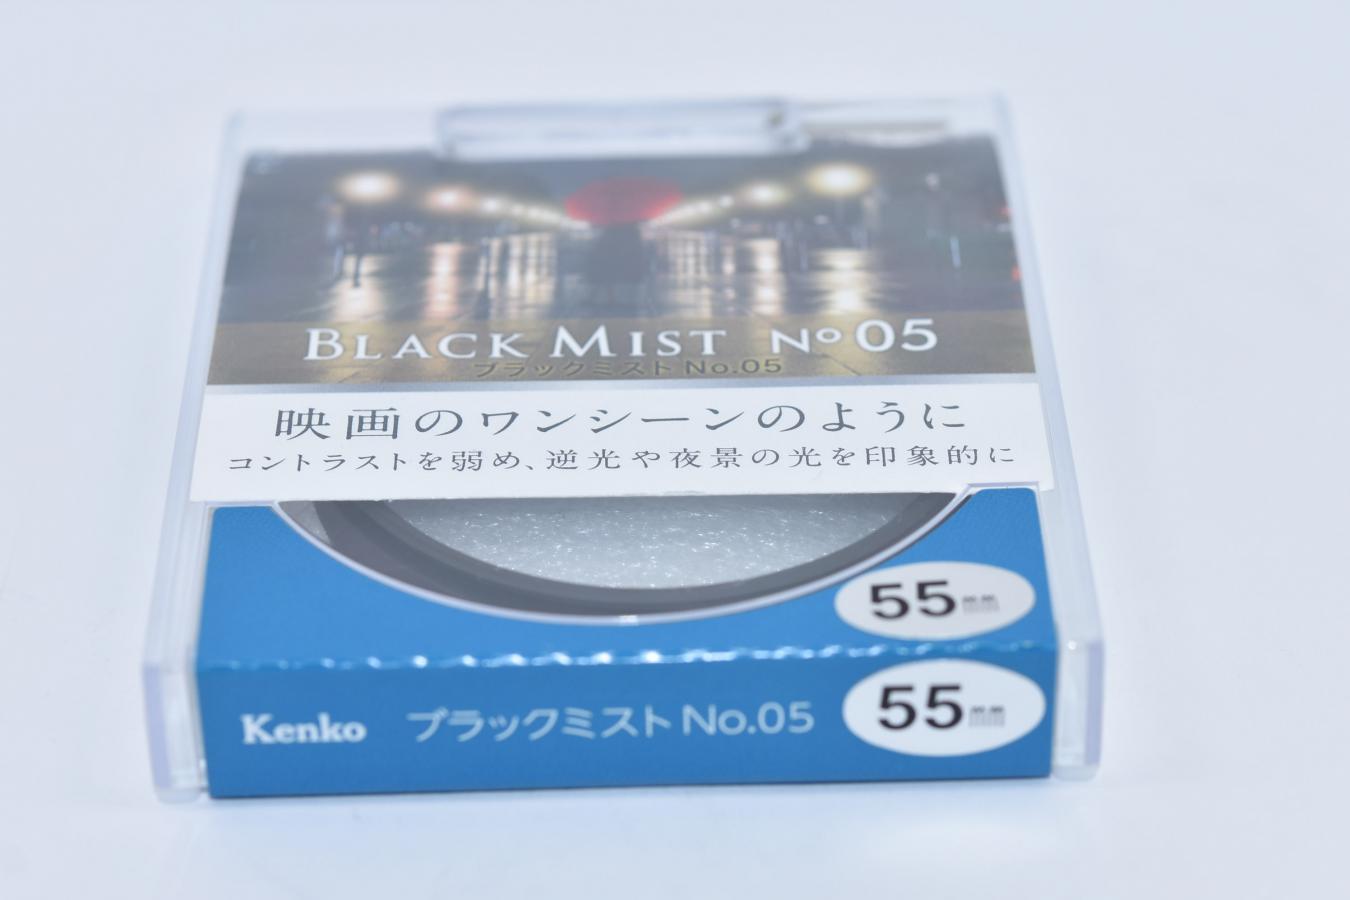 BLACK MIST No 05
ブラックミスト No.05
映画のワンシーンのように
コントラストを弱め、逆光や夜景の光を印象的に
55mm
Kenko ブラックミスト No.05 55mm